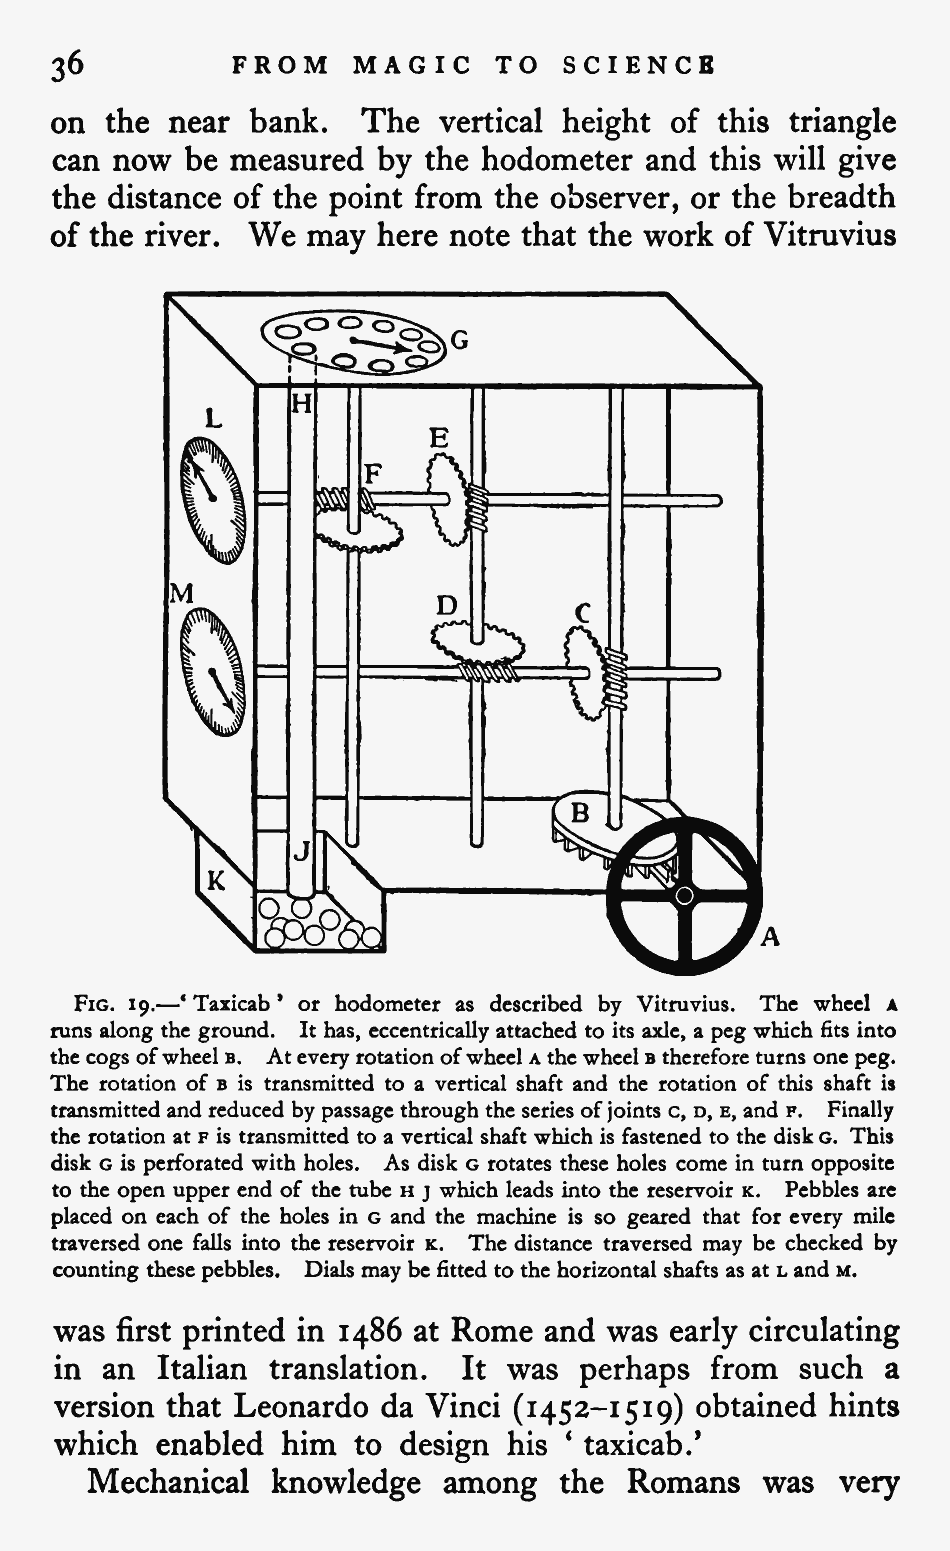 36 FROM MAGIC TO SCIENCE
on the near bank. The vertical height of this triangle
can now be measured by the hodometer and this will give
the distance of the point from the observer, or the breadth
of the river. We may here note that the work of Vitruvius
G
H
L
E
F
M
D
C
B
J
K
A
Fig. 19.—‘ Taxicab ’ or hodometer as described by Vitruvius. The wheel A
runs along the ground. It has, eccentrically attached to its axle, a peg which fits into
the cogs of wheel B. At every rotation of wheel A the wheel B therefore turns one peg.
The rotation of B is transmitted to a vertical shaft and the rotation of this shaft is
transmitted and reduced by passage through the series of joints C, D, E, and F. Finally
the rotation at F is transmitted to a vertical shaft which is fastened to the disk G. This
disk G is perforated with holes. As disk G rotates these holes come in turn opposite
to the open upper end of the tube H J which leads into the reservoir K. Pebbles are
placed on each of the holes in G and the machine is so geared that for every mile
traversed one falls into the reservoir K. The distance traversed may be checked by
counting these pebbles. Dials may be fitted to the horizontal shafts as at L and M.
was first printed in 1486 at Rome and was early circulating
in an Italian translation. It was perhaps from such a
version that Leonardo da Vinci (1452–1519) obtained hints
which enabled him to design his ‘ taxicab.’
Mechanical knowledge among the Romans was very